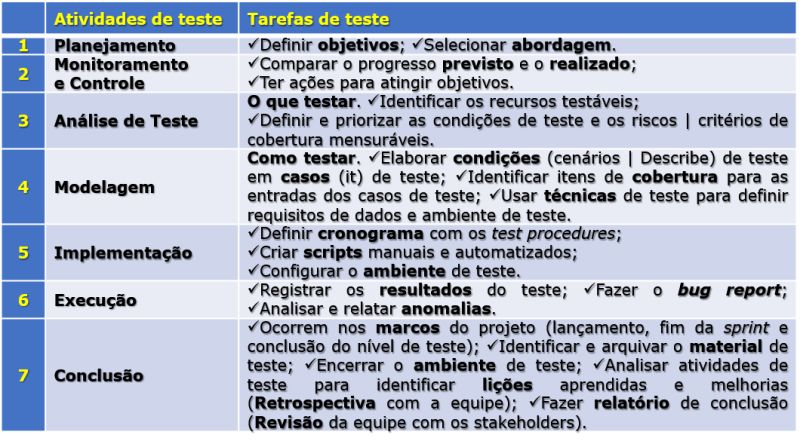 Atividades de teste Tarefas de teste
1 Planejamento ✓Definir objetivos; ✓Selecionar abordagem.
2 Monitoramento e Controle ✓Comparar o progresso previsto e o realizado;
✓Ter ações para atingir objetivos.
3 Análise de Teste O que testar. ✓Identificar os recursos testáveis;
✓Definir e priorizar as condições de teste e os riscos | critérios de
cobertura mensuráveis.
4 Modelagem Como testar. ✓Elaborar condições (cenários | Describe) de teste
em casos (it) de teste; ✓Identificar itens de cobertura para as
entradas dos casos de teste; ✓Usar técnicas de teste para definir
requisitos de dados e ambiente de teste.
5 Implementação ✓Definir cronograma com os test procedures;
✓Criar scripts manuais e automatizados;
✓Configurar o ambiente de teste.
6 Execução ✓Registrar os resultados do teste; ✓Fazer o bug report;
✓Analisar e relatar anomalias.
7 Conclusão ✓Ocorrem nos marcos do projeto (lançamento, fim da sprint e
conclusão do nível de teste); ✓Identificar e arquivar o material de
teste; ✓Encerrar o ambiente de teste; ✓Analisar atividades de
teste para identificar lições aprendidas e melhorias
(Retrospectiva com a equipe); ✓Fazer relatório de conclusão
(Revisão da equipe com os stakeholders).